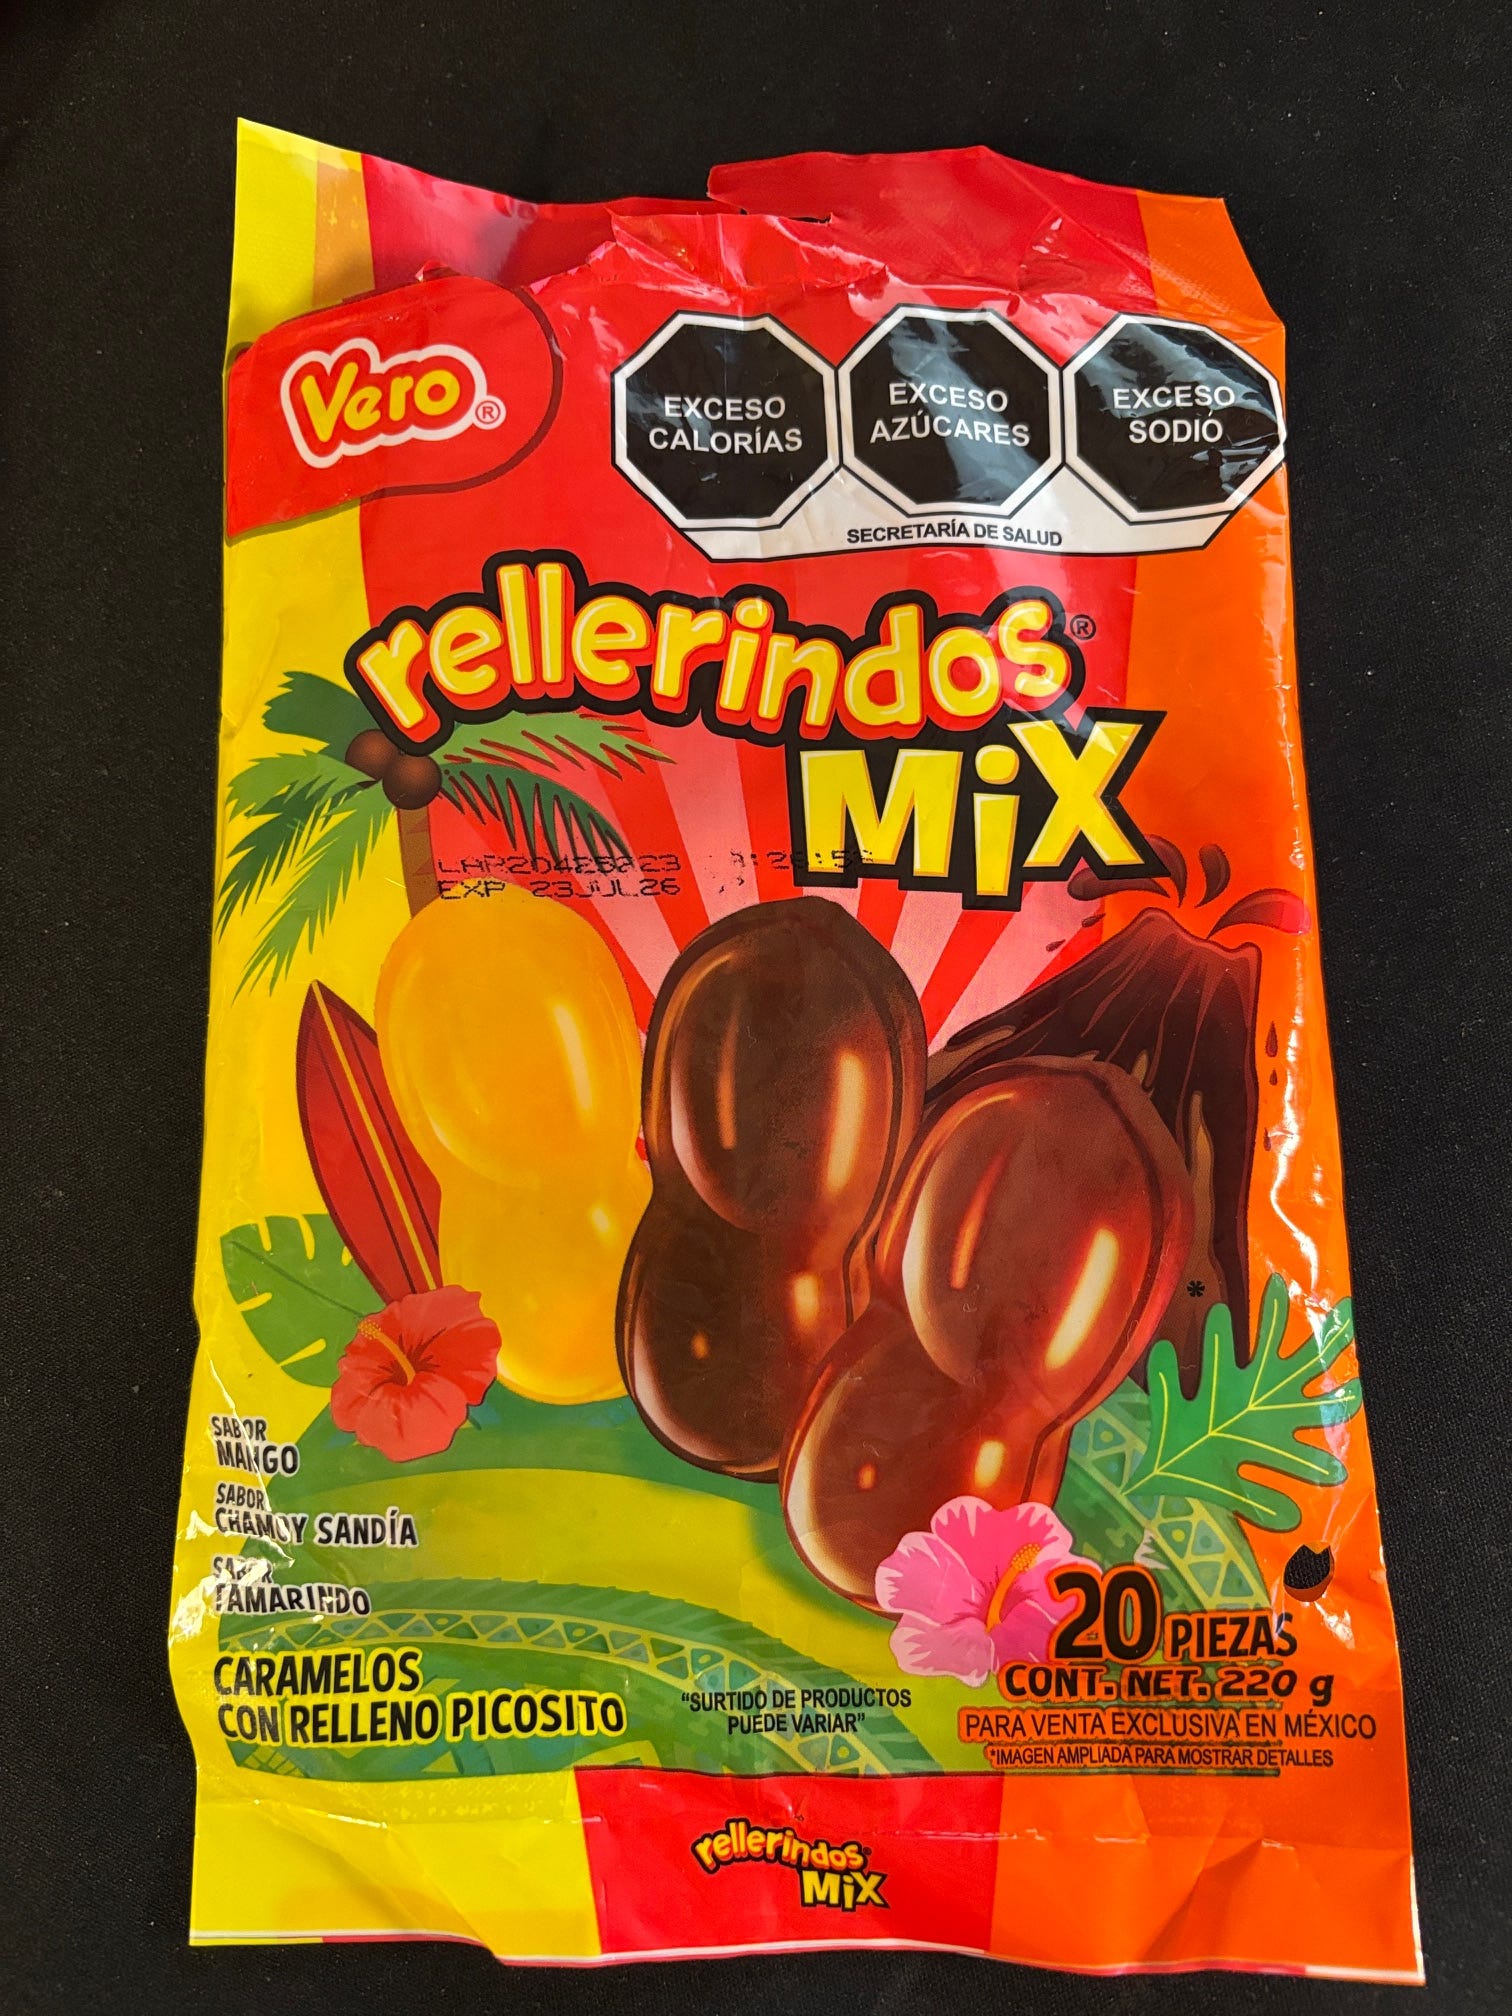 Vero®
EXCESO
CALORÍAS
EXCESO
AZÚCARES
EXCESO
SODIO
SECRETARÍA DE SALUD
rellerindos®
MiX
EXP 23JUL26
SABOR
MANGO
SABOR
CHAMOY SANDÍA
SABOR
TAMARINDO
CARAMELOS
CON RELLENO PICOSITO
"SURTIDO DE PRODUCTOS
PUEDE VARIAR"
*
20 PIEZAS
CONT. NET. 220 g
PARA VENTA EXCLUSIVA EN MÉXICO
*IMAGEN AMPLIADA PARA MOSTRAR DETALLES
rellerindos®
MiX